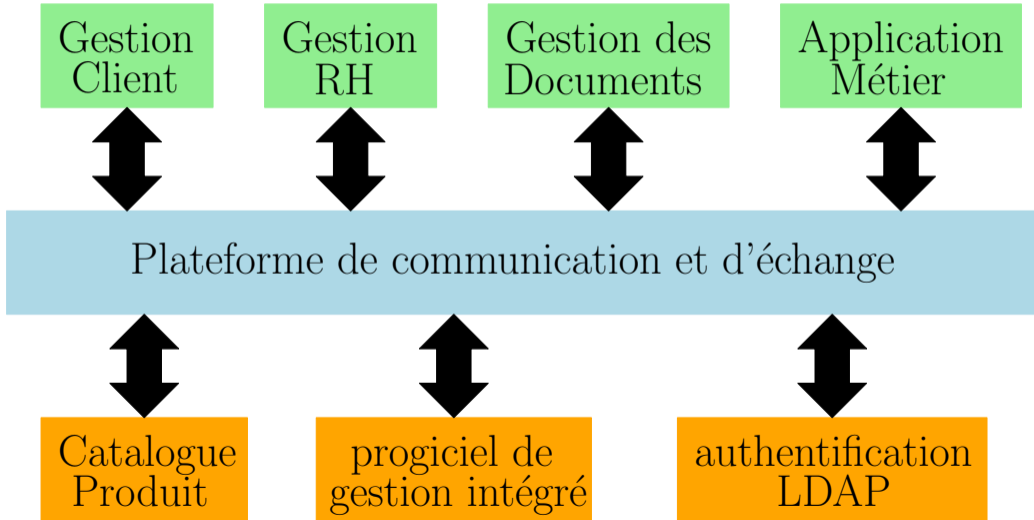 Gestion
Client
Gestion
RH
Gestion des
Documents
Application
Métier
Plateforme de communication et d'échange
Catalogue
Produit
progiciel de
gestion intégré
authentification
LDAP